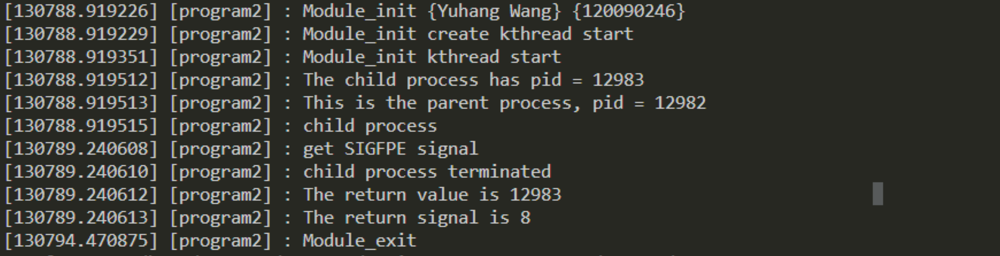 [130788.919226] [program2] : Module_init {Yuhang Wang} {120090246}
[130788.919229] [program2] : Module_init create kthread start
[130788.919351] [program2] : Module_init kthread start
[130788.919512] [program2] : The child process has pid = 12983
[130788.919513] [program2] : This is the parent process, pid = 12982
[130788.919515] [program2] : child process
[130789.240608] [program2] : get SIGFPE signal
[130789.240610] [program2] : child process terminated
[130789.240612] [program2] : The return value is 12983
[130789.240613] [program2] : The return signal is 8
[130794.470875] [program2] : Module_exit